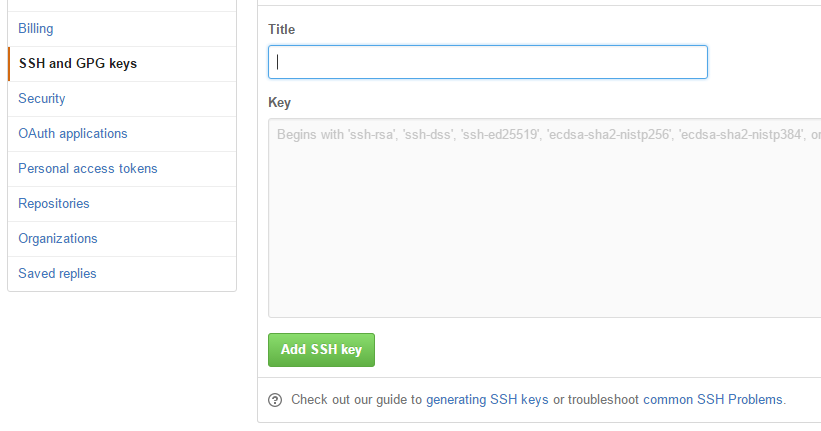 Billing
SSH and GPG keys
Security
OAuth applications
Personal access tokens
Repositories
Organizations
Saved replies
Title
Key
Begins with 'ssh-rsa', 'ssh-dss', 'ssh-ed25519', 'ecdsa-sha2-nistp256', 'ecdsa-sha2-nistp384', or
Add SSH key
Check out our guide to generating SSH keys or troubleshoot common SSH Problems.